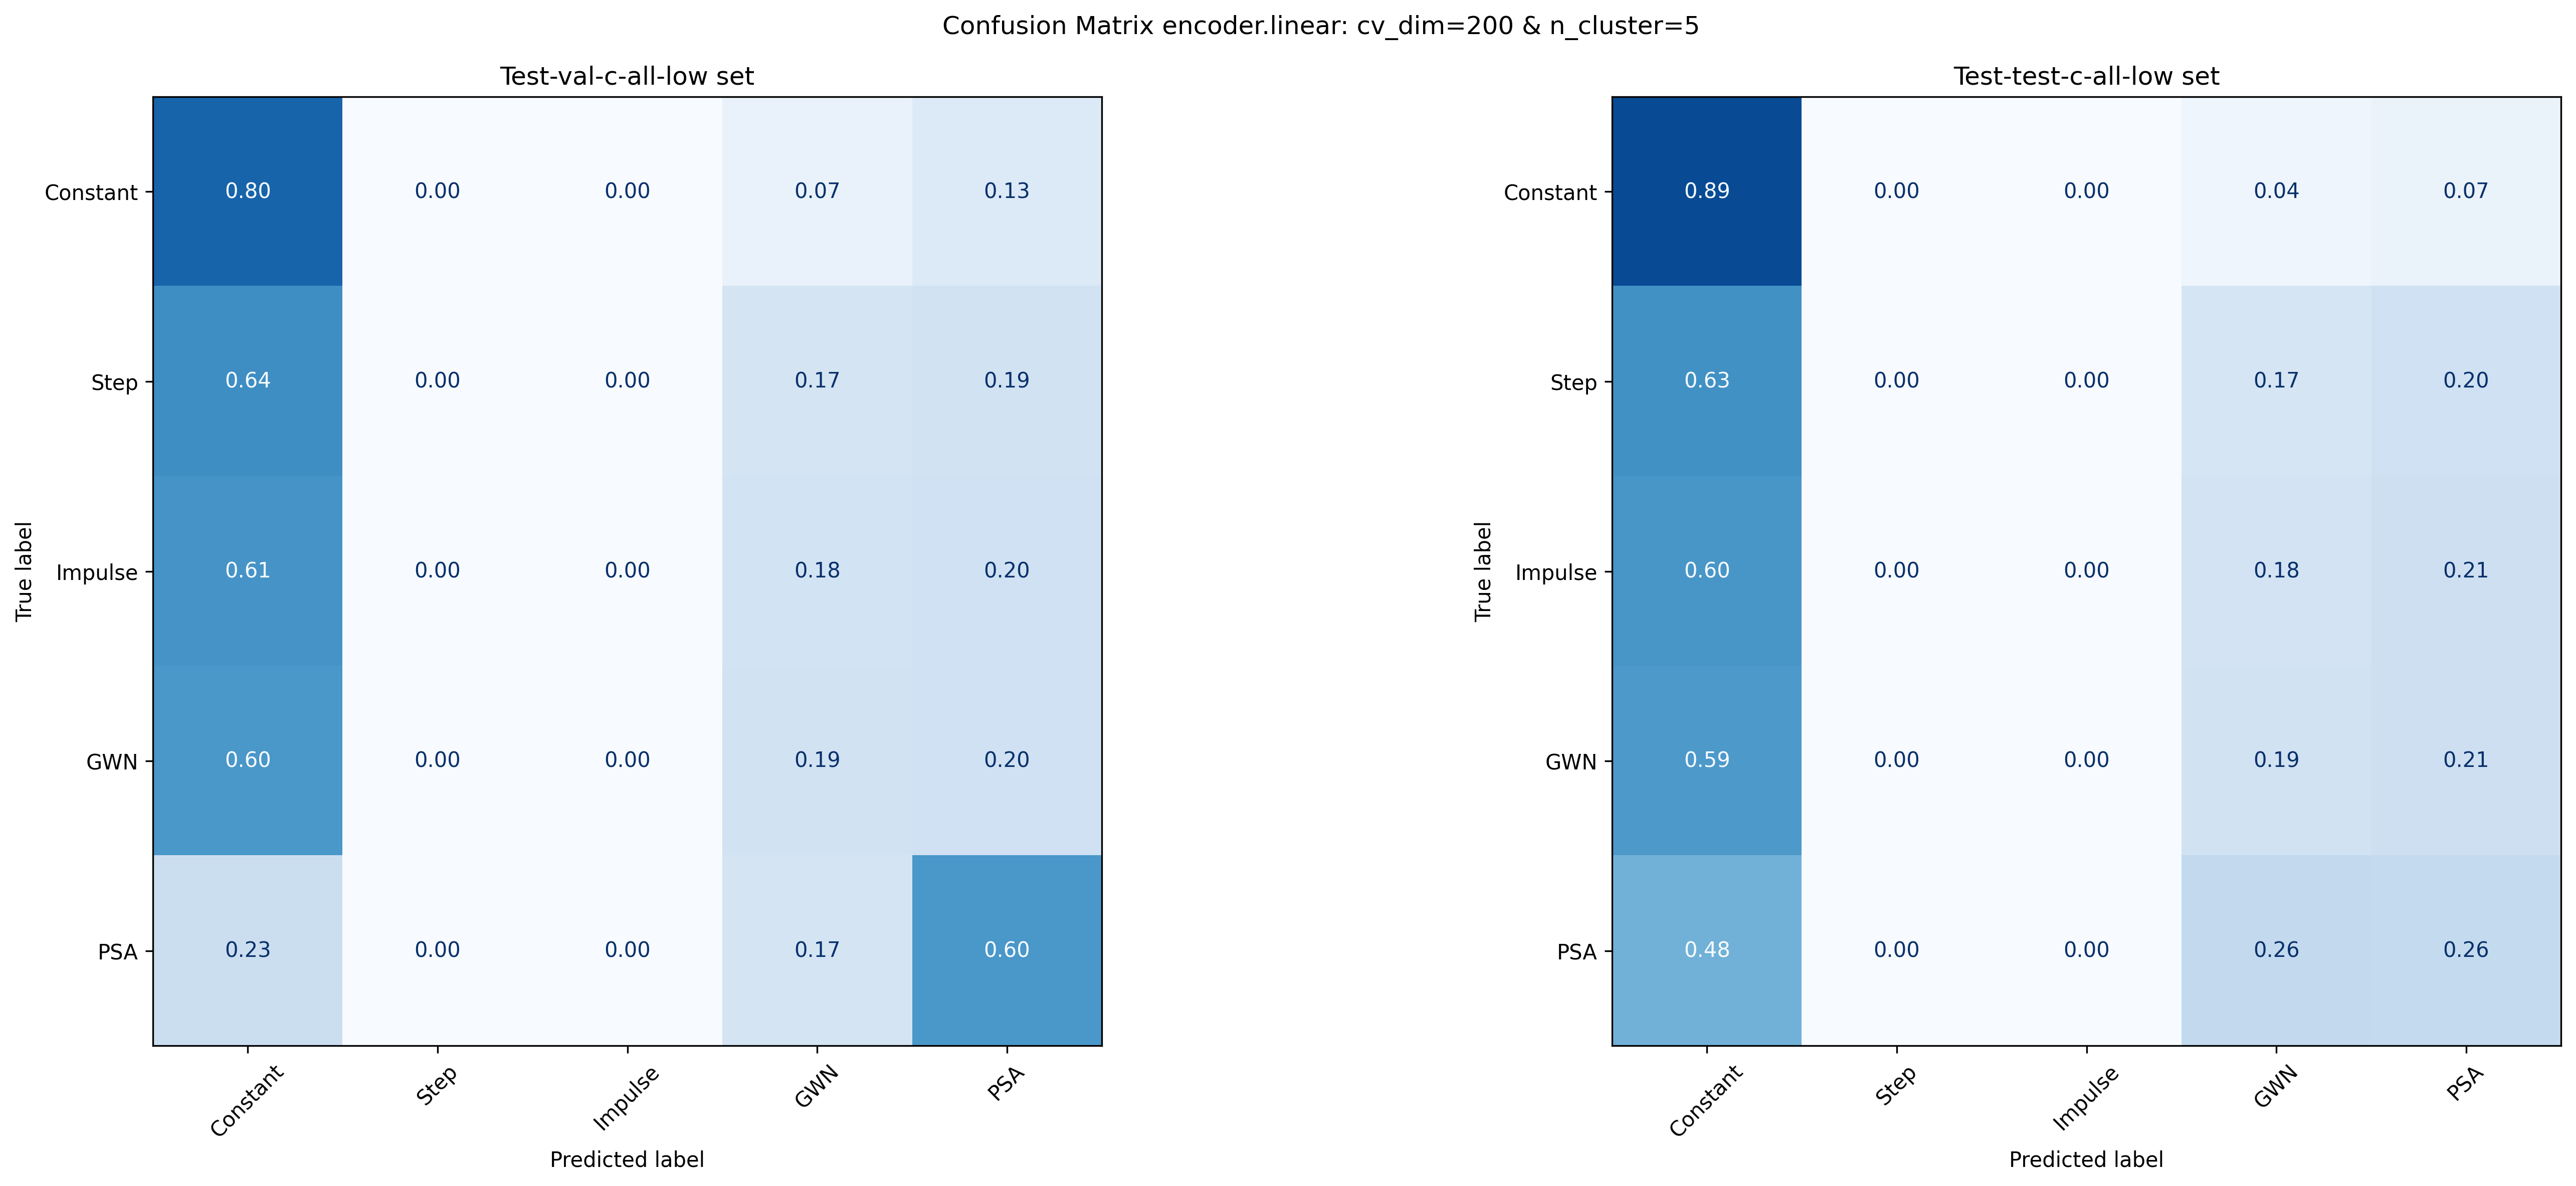 Confusion Matrix encoder.linear: cv_dim=200 & n_cluster=5
Test-val-c-all-low set
True label
Constant 0.80 0.00 0.00 0.07 0.13
Step 0.64 0.00 0.00 0.17 0.19
Impulse 0.61 0.00 0.00 0.18 0.20
GWN 0.60 0.00 0.00 0.19 0.20
PSA 0.23 0.00 0.00 0.17 0.60
Constant Step Impulse GWN PSA
Predicted label
Test-test-c-all-low set
True label
Constant 0.89 0.00 0.00 0.04 0.07
Step 0.63 0.00 0.00 0.17 0.20
Impulse 0.60 0.00 0.00 0.18 0.21
GWN 0.59 0.00 0.00 0.19 0.21
PSA 0.48 0.00 0.00 0.26 0.26
Constant Step Impulse GWN PSA
Predicted label